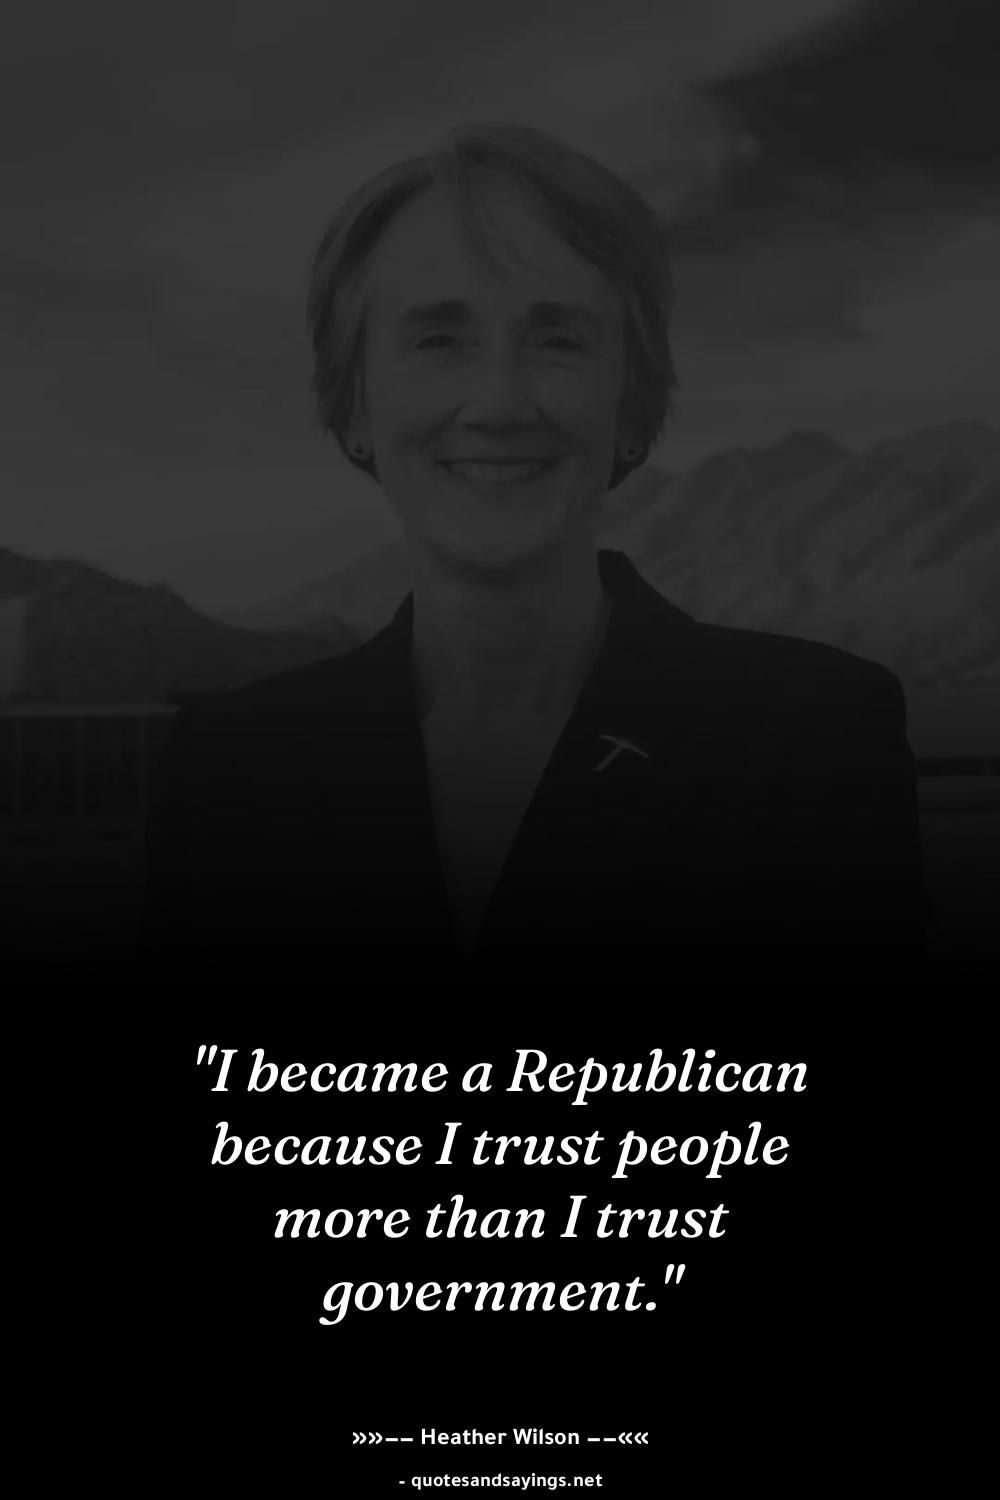 "I became a Republican
because I trust people
more than I trust
government."
»»–– Heather Wilson ––««
- quotesandsayings.net